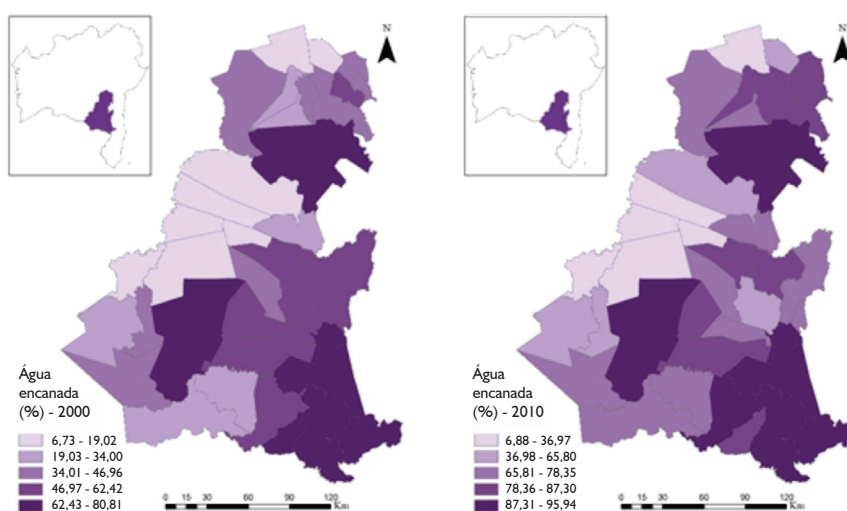 N
Água
encanada
(%) - 2000
6,73 - 19,02
19,03 - 34,00
34,01 - 46,96
46,97 - 62,42
62,43 - 80,81
0 15 30 60 90 120
Km
N
Água
encanada
(%) - 2010
6,88 - 36,97
36,98 - 65,80
65,81 - 78,35
78,36 - 87,30
87,31 - 95,94
0 15 30 60 90 120
Km